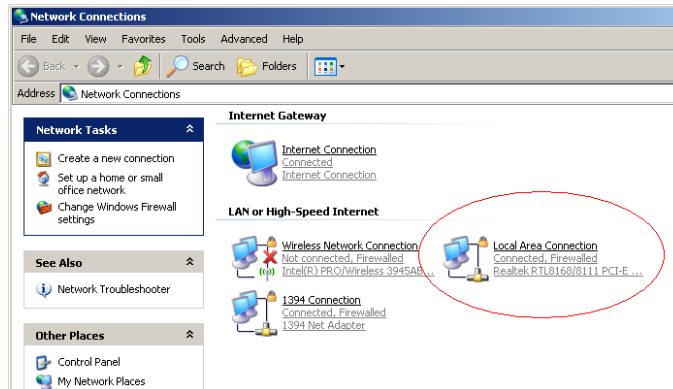 Network Connections
File Edit View Favorites Tools Advanced Help
Back Search Folders
Address Network Connections
Network Tasks
Create a new connection
Set up a home or small
office network
Change Windows Firewall
settings
See Also
Network Troubleshooter
Other Places
Control Panel
My Network Places
Internet Gateway
Internet Connection
Connected
Internet Connection
LAN or High-Speed Internet
Wireless Network Connection
Not connected, Firewalled
Intel(R) PRO/Wireless 3945AB...
Local Area Connection
Connected, Firewalled
Realtek RTL8168/8111 PCI-E ...
1394 Connection
Connected, Firewalled
1394 Net Adapter